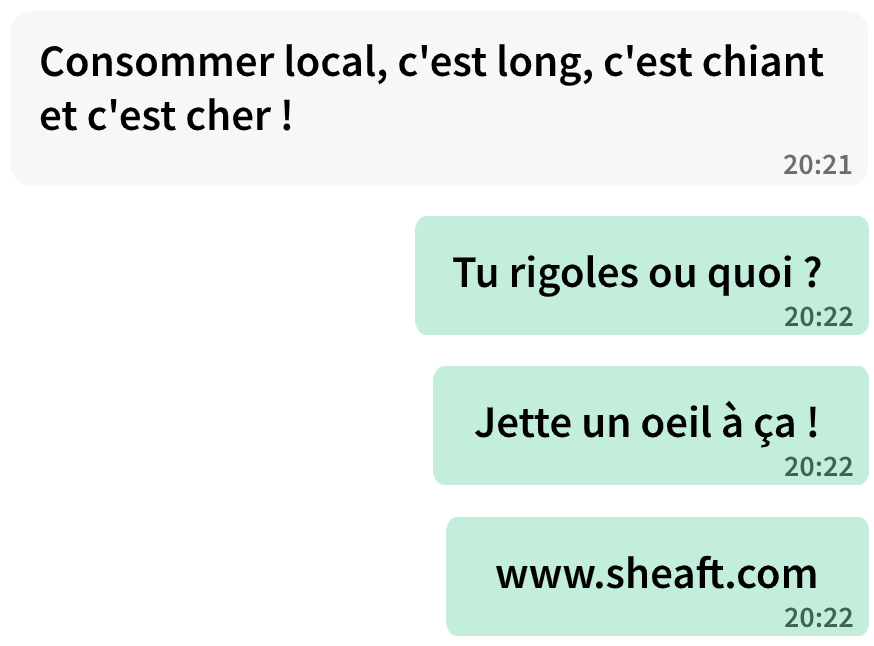 Consommer local, c'est long, c'est chiant
et c'est cher !
20:21
Tu rigoles ou quoi ?
20:22
Jette un oeil à ça !
20:22
www.sheaft.com
20:22